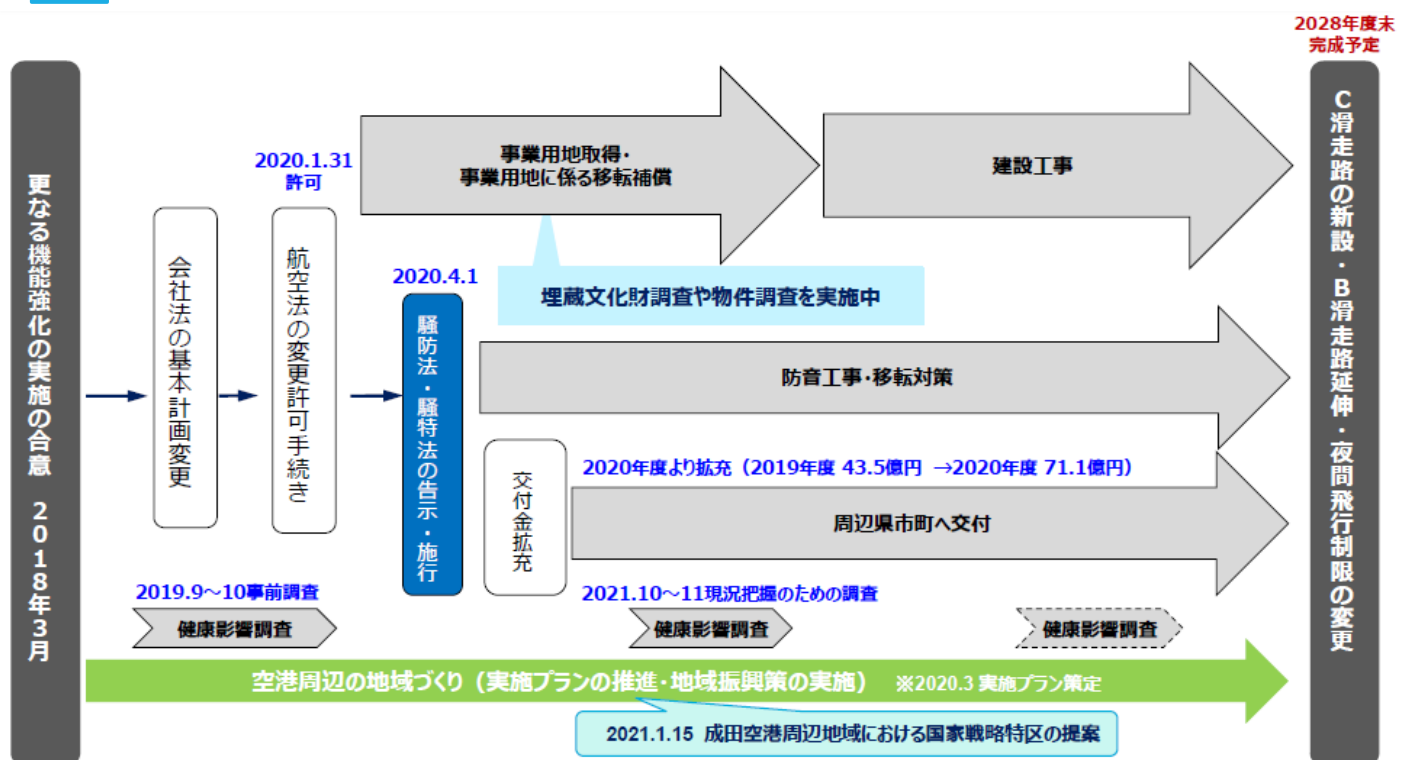 2028年度末
完成予定
更なる機能強化の実施の合意　2018年3月
会社法の基本計画変更
2020.1.31
許可
航空法の変更許可手続き
事業用地取得・
事業用地に係る移転補償
建設工事
埋蔵文化財調査や物件調査を実施中
2020.4.1
騒防法・騒特法の告示・施行
防音工事・移転対策
交付金拡充
2020年度より拡充（2019年度 43.5億円 →2020年度 71.1億円）
周辺県市町へ交付
2019.9～10事前調査
健康影響調査
2021.10～11現況把握のための調査
健康影響調査
健康影響調査
空港周辺の地域づくり（実施プランの推進・地域振興策の実施） ※2020.3 実施プラン策定
2021.1.15 成田空港周辺地域における国家戦略特区の提案
C滑走路の新設・B滑走路延伸・夜間飛行制限の変更